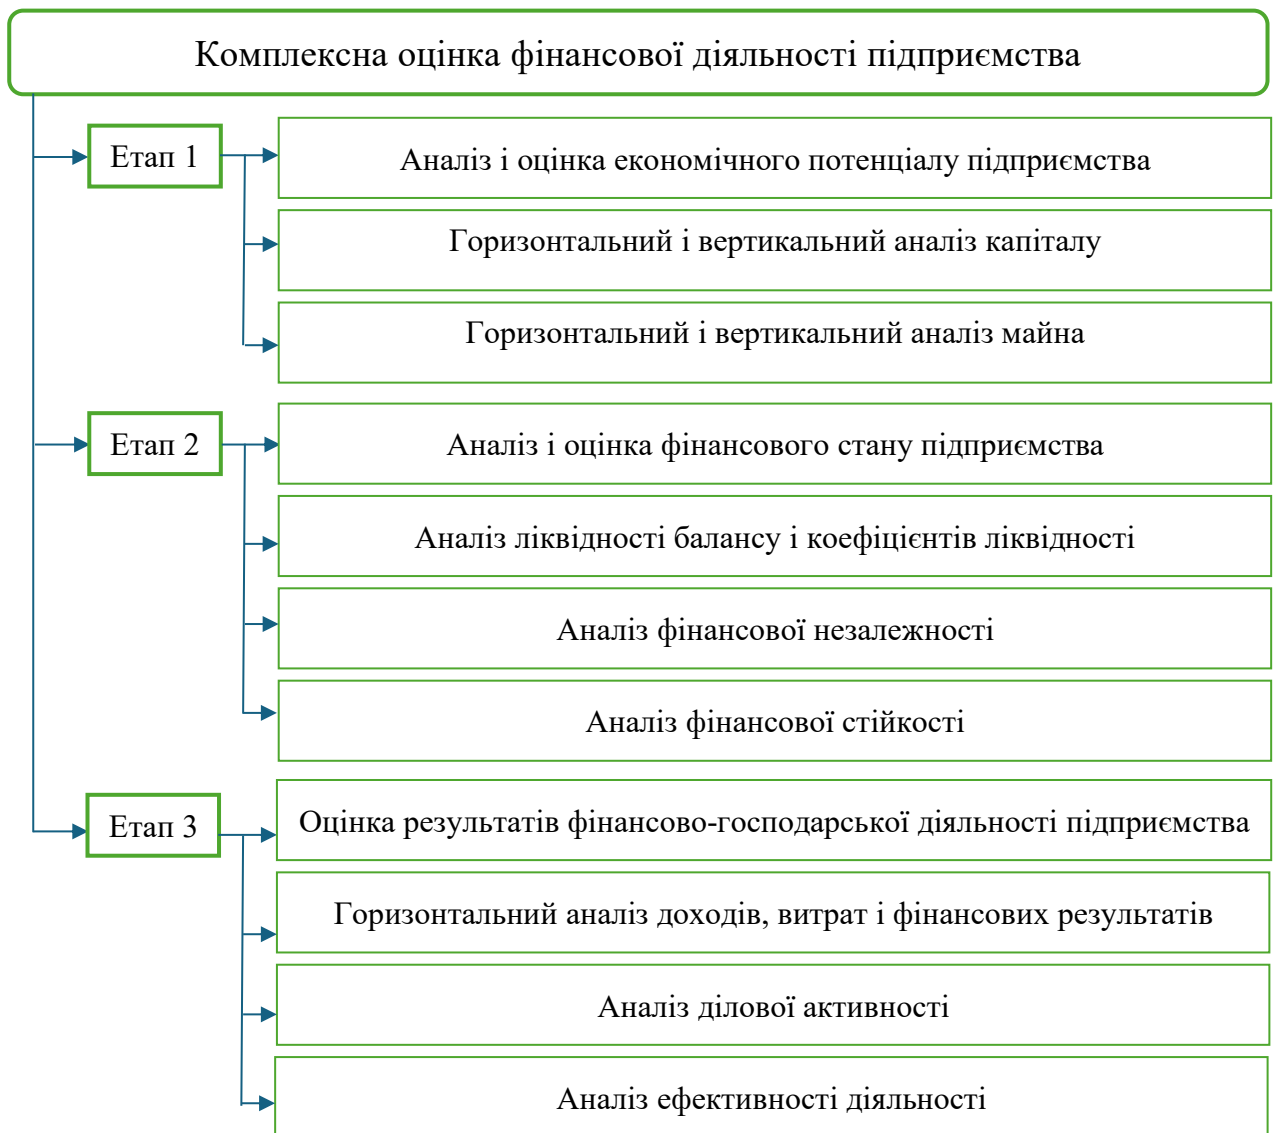 Комплексна оцінка фінансової діяльності підприємства
Етап 1
Аналіз і оцінка економічного потенціалу підприємства
Горизонтальний і вертикальний аналіз капіталу
Горизонтальний і вертикальний аналіз майна
Етап 2
Аналіз і оцінка фінансового стану підприємства
Аналіз ліквідності балансу і коефіцієнтів ліквідності
Аналіз фінансової незалежності
Аналіз фінансової стійкості
Етап 3
Оцінка результатів фінансово-господарської діяльності підприємства
Горизонтальний аналіз доходів, витрат і фінансових результатів
Аналіз ділової активності
Аналіз ефективності діяльності